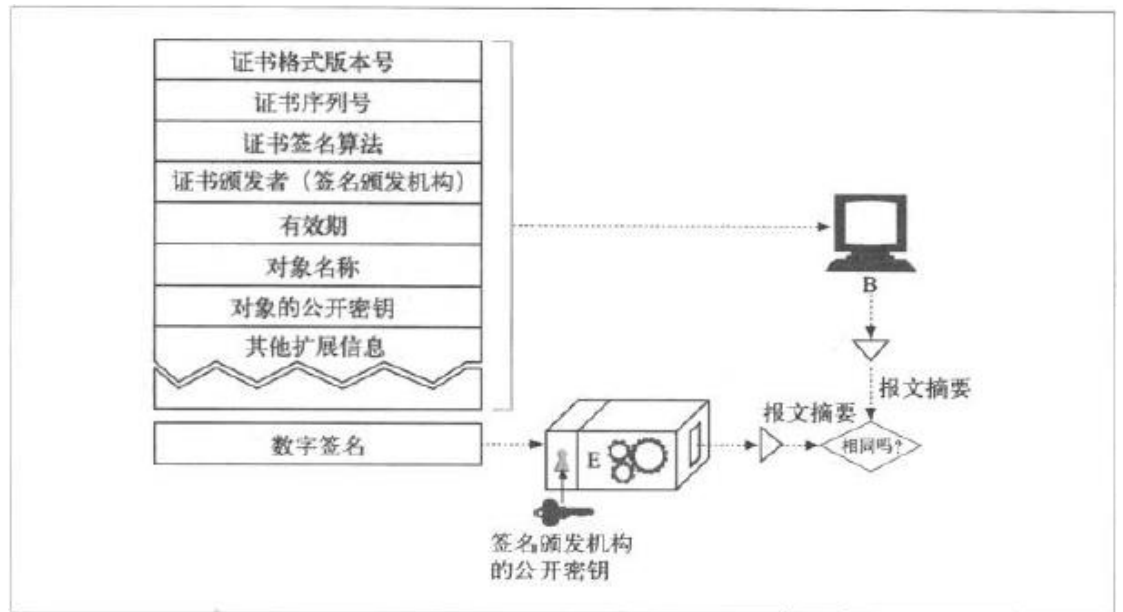 证书格式版本号
证书序列号
证书签名算法
证书颁发者（签名颁发机构）
有效期
对象名称
对象的公开密钥
其他扩展信息
B
报文摘要
数字签名
E
报文摘要
相同吗？
签名颁发机构
的公开密钥